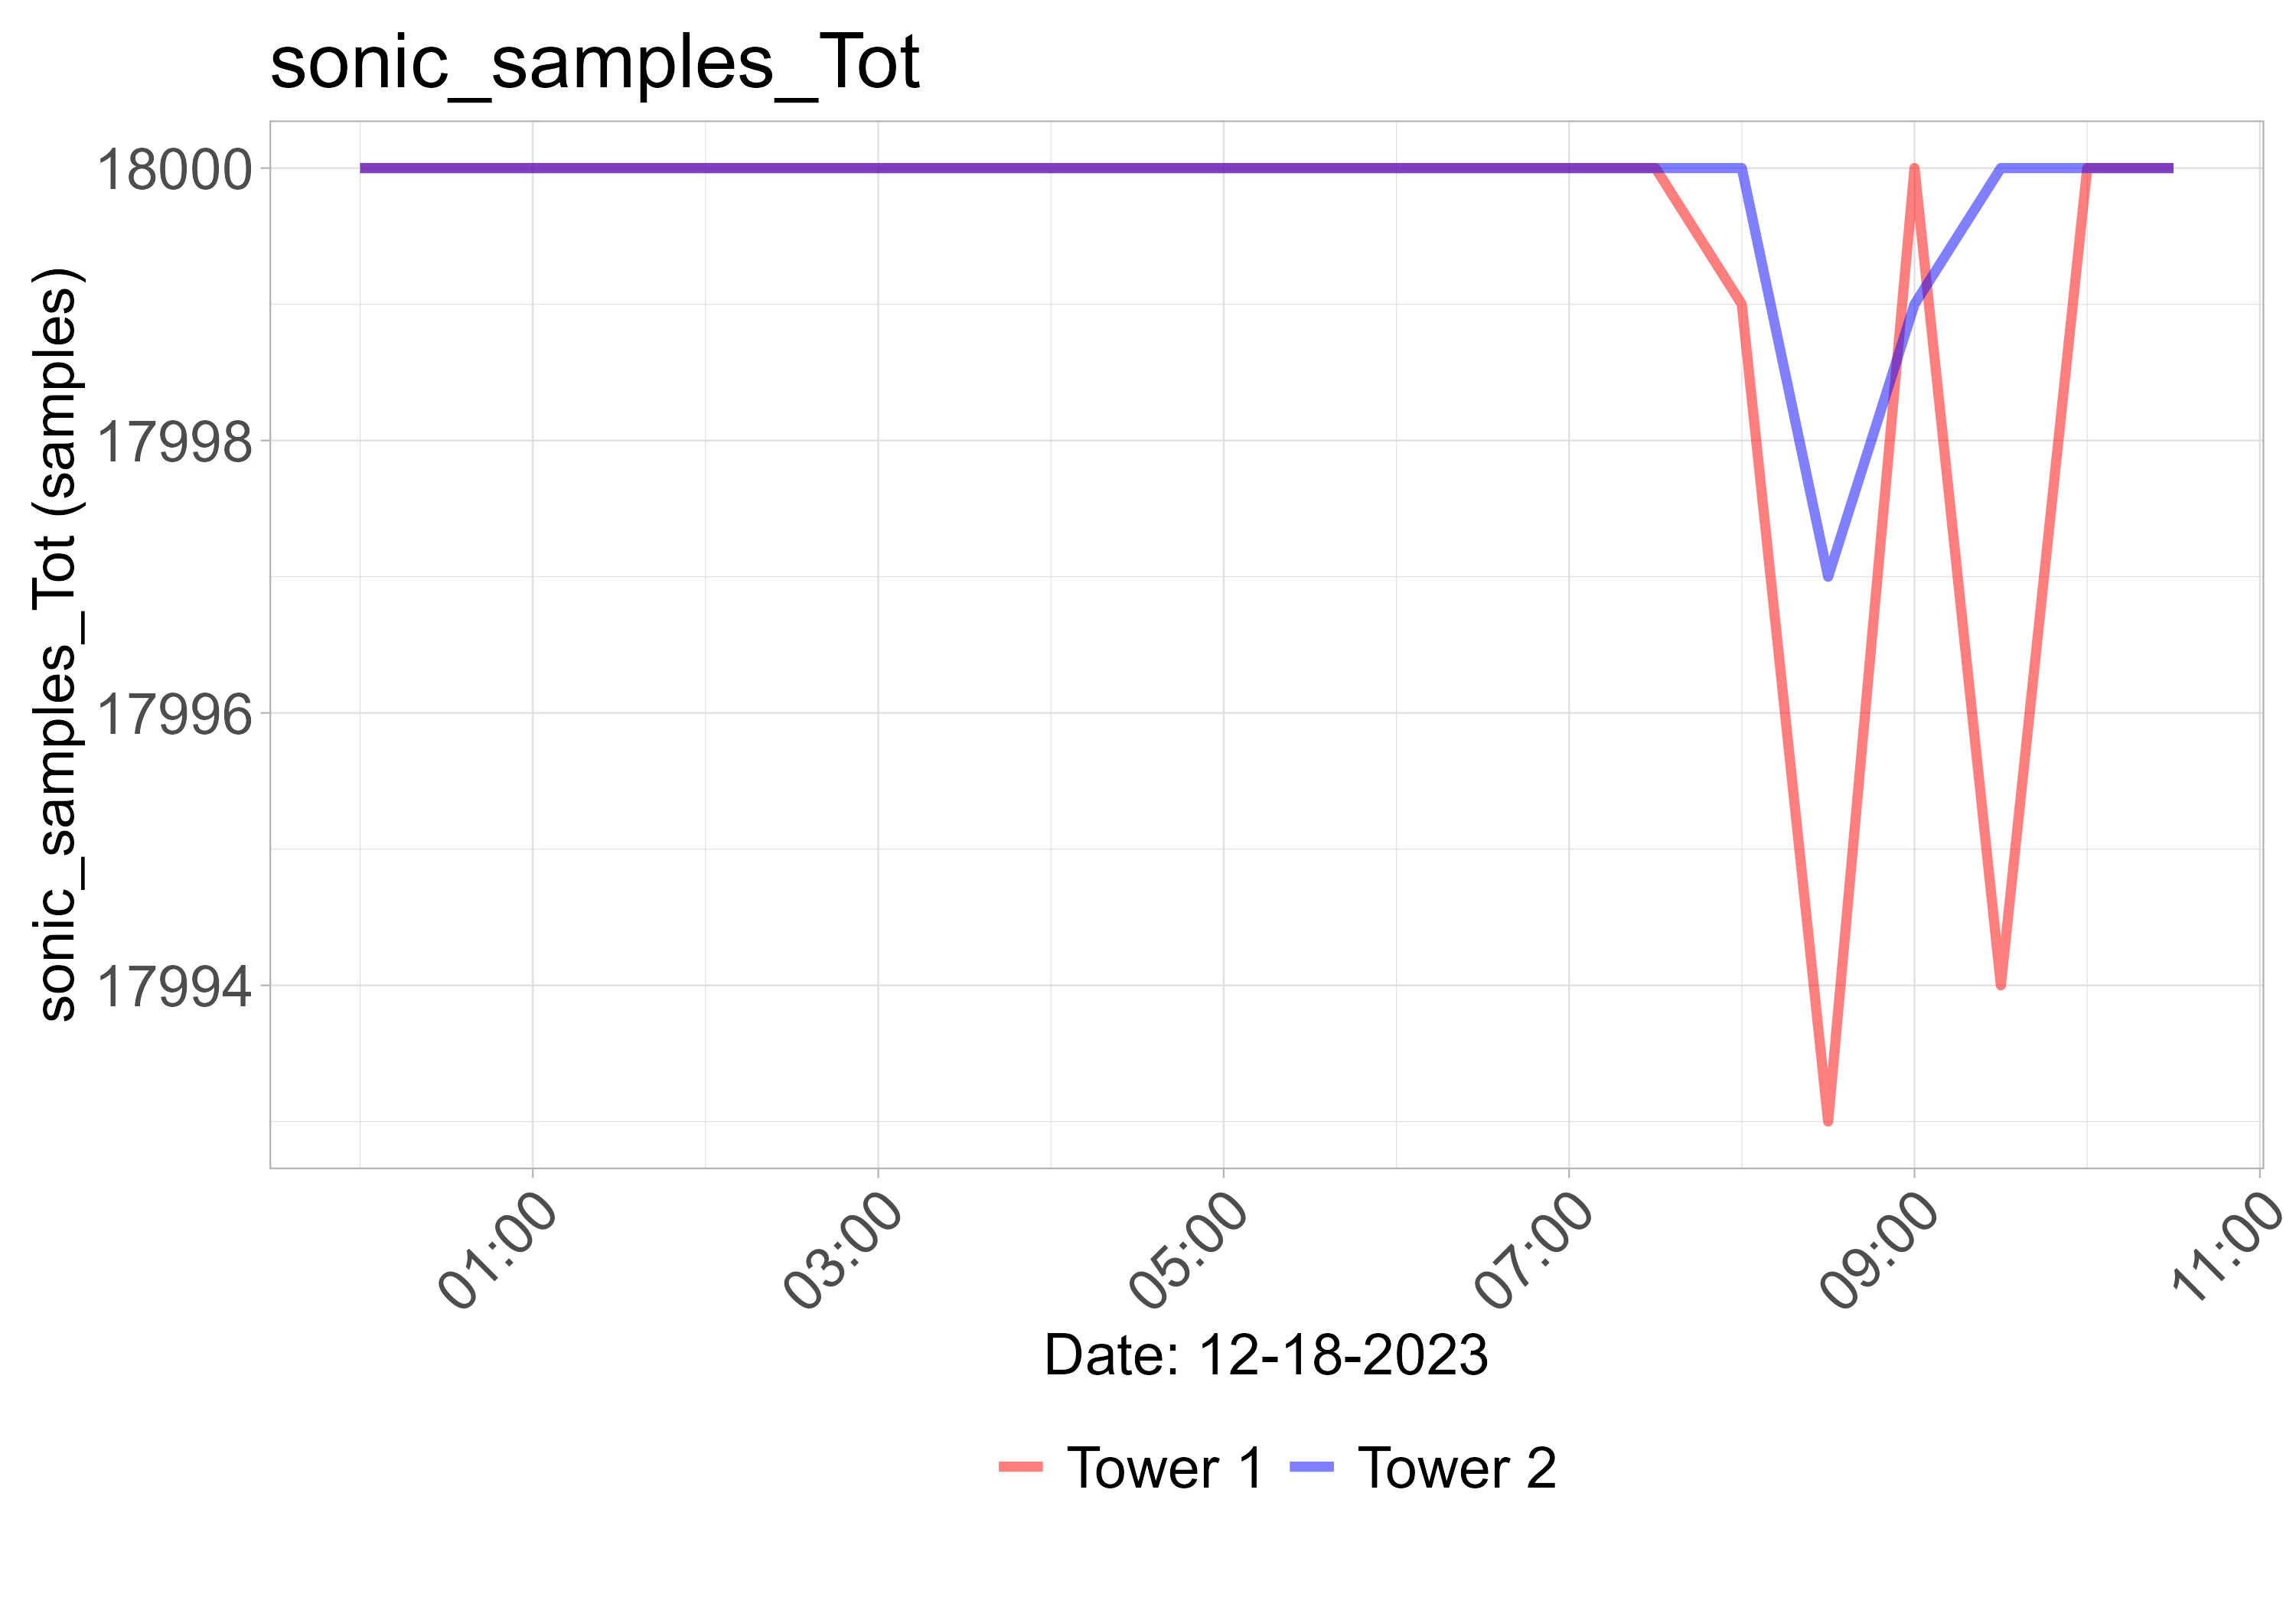 sonic_samples_Tot
sonic_samples_Tot (samples)
18000
17998
17996
17994
01:00
03:00
05:00
07:00
09:00
11:00
Date: 12-18-2023
Tower 1
Tower 2